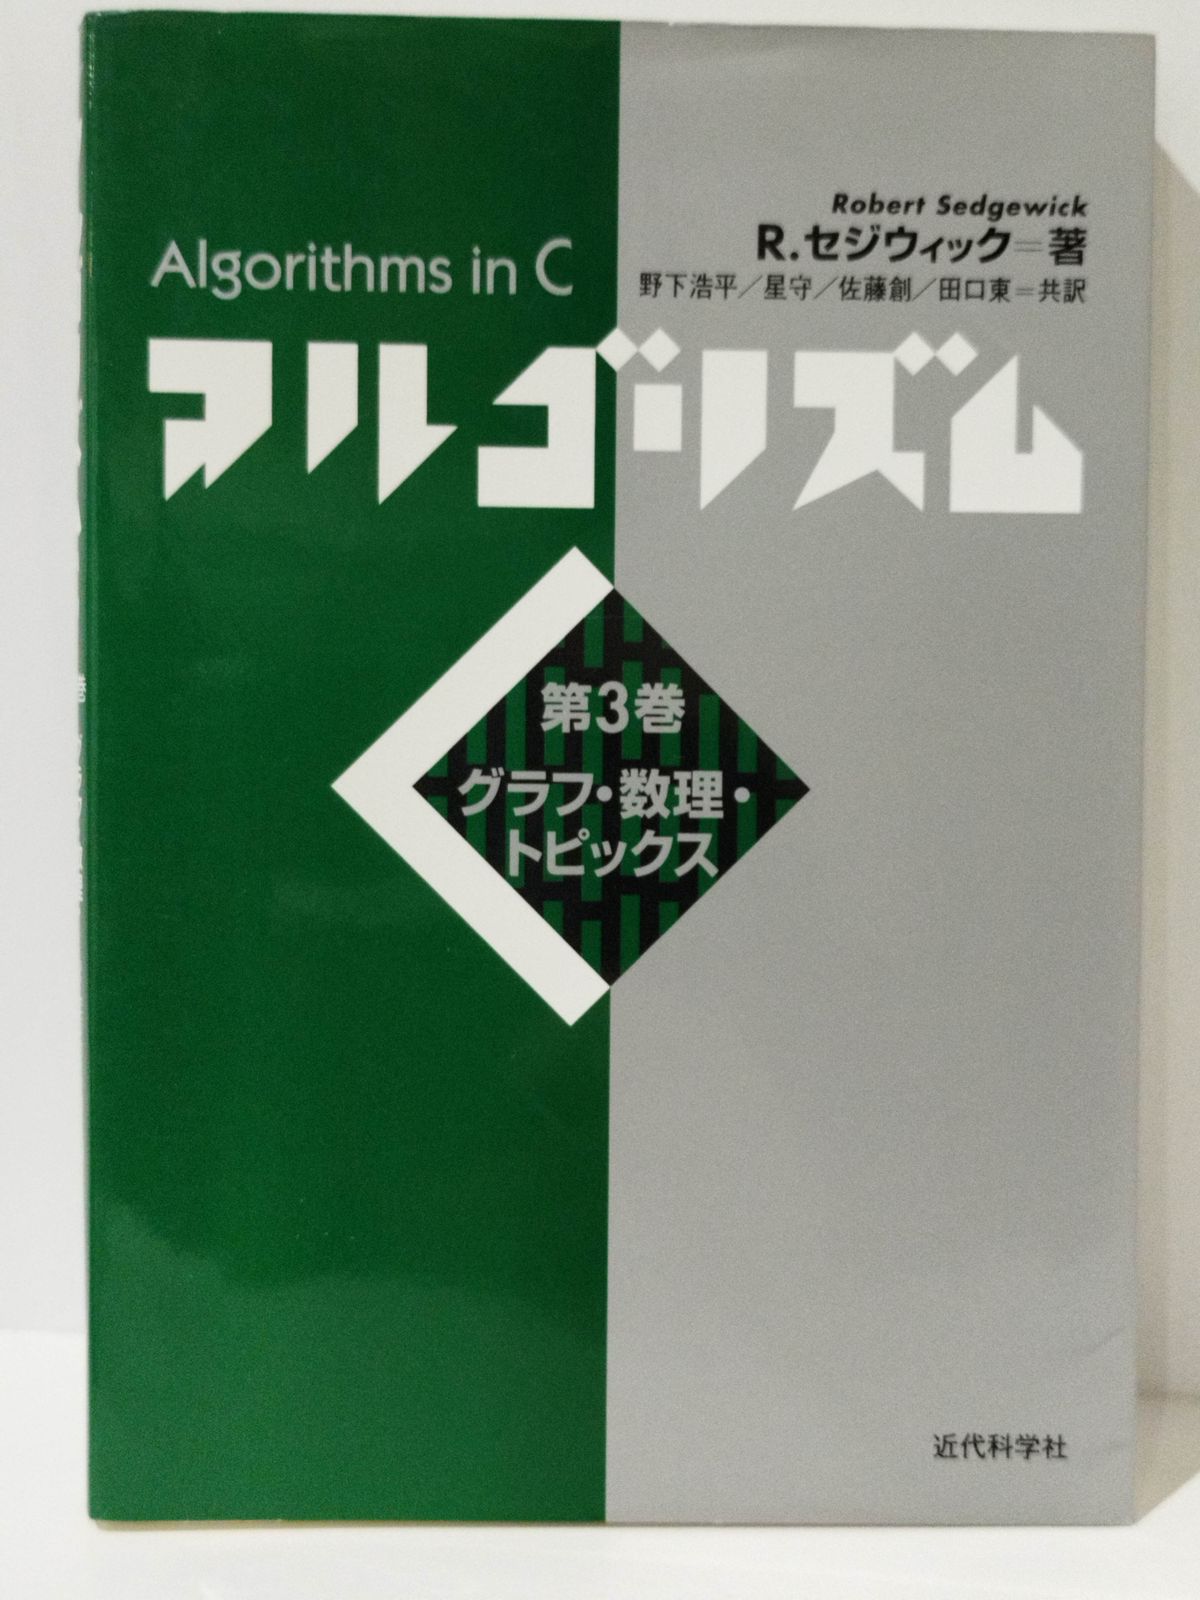 Robert Sedgewick
R.セジウィック=著
野下浩平/星守/佐藤創/田口東=共訳
Algorithms in C
アルゴリズム
C
第3巻
グラフ・数理・
トピックス
近代科学社